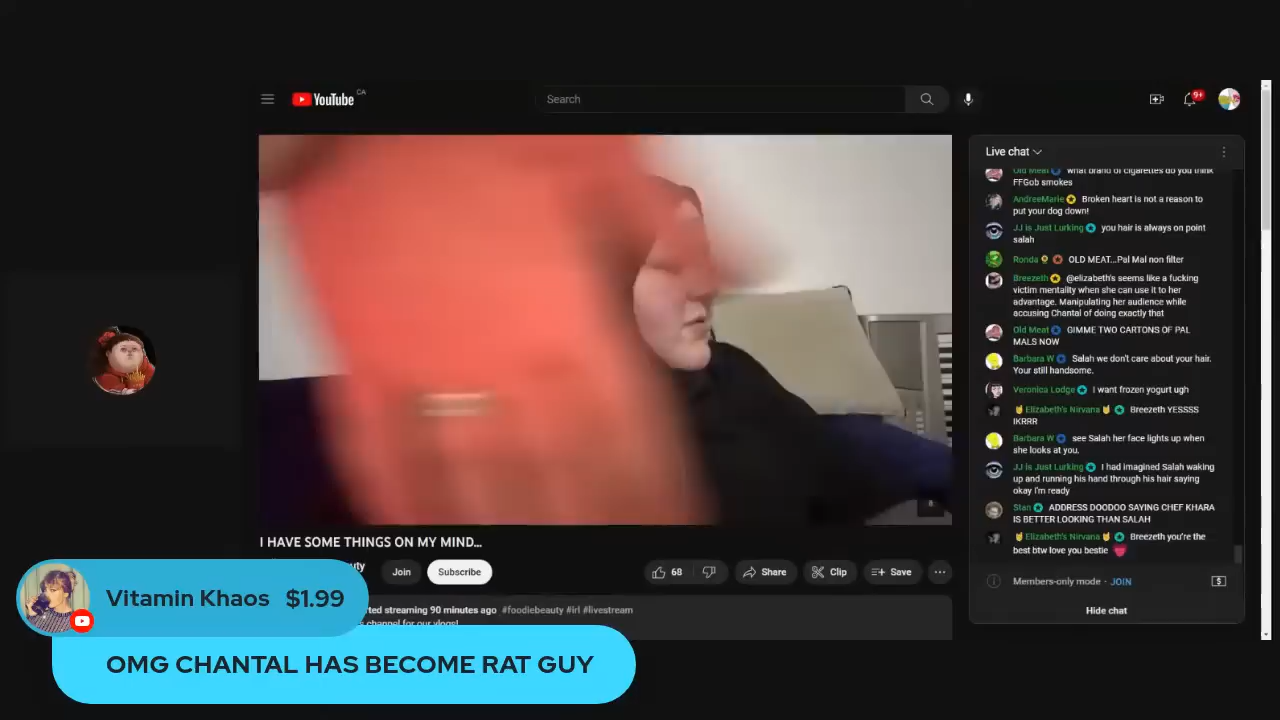 YouTube CA
Search
9+
Live chat
Old Meat what brand of cigarettes do you think
FFGob smokes
AndreeMarie Broken heart is not a reason to
put your dog down!
JJ is Just Lurking you hair is always on point
salah
Ronda OLD MEAT...Pal Mal non filter
Breezeth @elizabeth's seems like a fucking
victim mentality when she can use it to her
advantage. Manipulating her audience while
accusing Chantal of doing exactly that
Old Meat GIMME TWO CARTONS OF PAL
MALS NOW
Barbara W Salah we don't care about your hair.
Your still handsome.
Veronica Lodge I want frozen yogurt ugh
Elizabeth's Nirvana Breezeth YESSSS
IKRRR
Barbara W see Salah her face lights up when
she looks at you.
JJ is Just Lurking I had imagined Salah waking
up and running his hand through his hair saying
okay I'm ready
Stan ADDRESS DOODOO SAYING CHEF KHARA
IS BETTER LOOKING THAN SALAH
Elizabeth's Nirvana Breezeth you're the
best btw love you bestie
Members-only mode · JOIN
Hide chat
I HAVE SOME THINGS ON MY MIND...
uty
Join
Subscribe
68
Share
Clip
Save
rted streaming 90 minutes ago #foodiebeauty #irl #livestream
channel for our vlogs!
Vitamin Khaos $1.99
OMG CHANTAL HAS BECOME RAT GUY